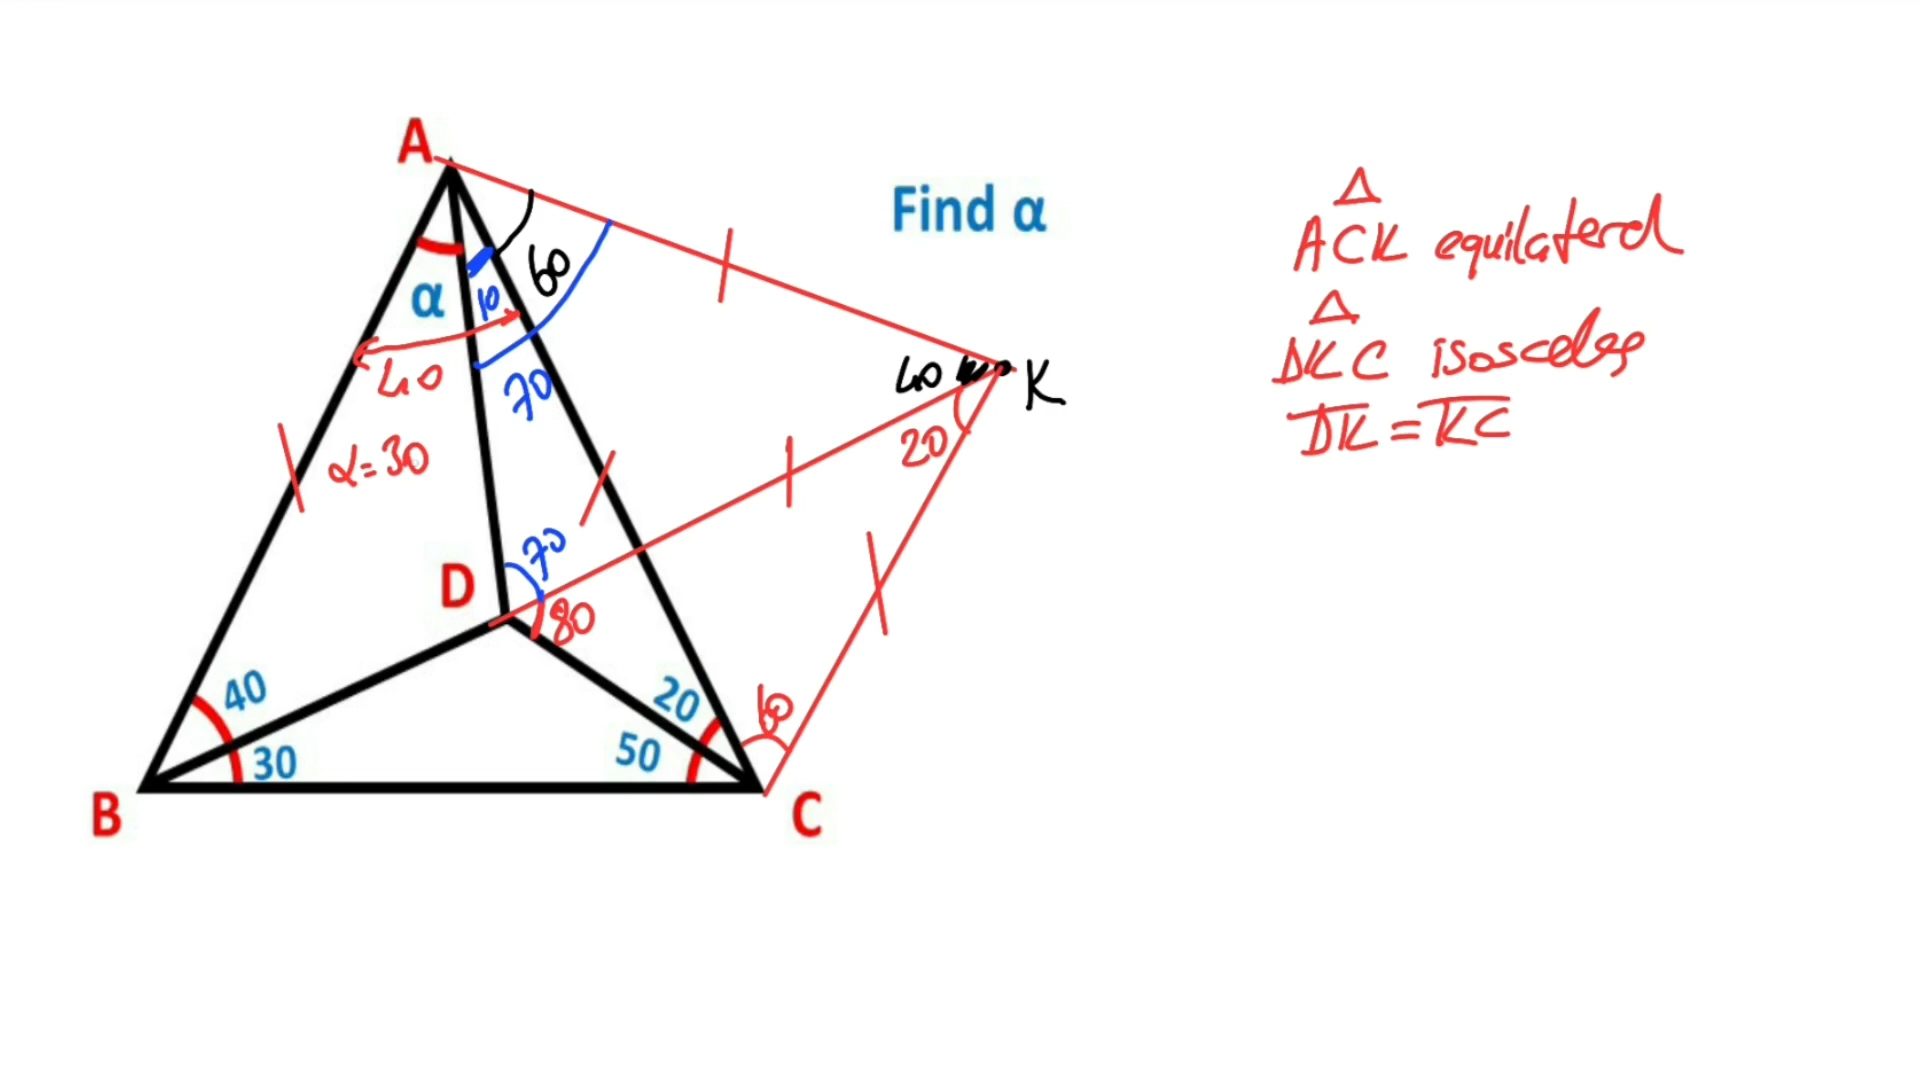 A
Find α
ACK equilateral
DKC isosceles
DK = KC
α
10
60
40
70
40
K
20
α=30
70
D
80
40
30
20
50
60
B
C